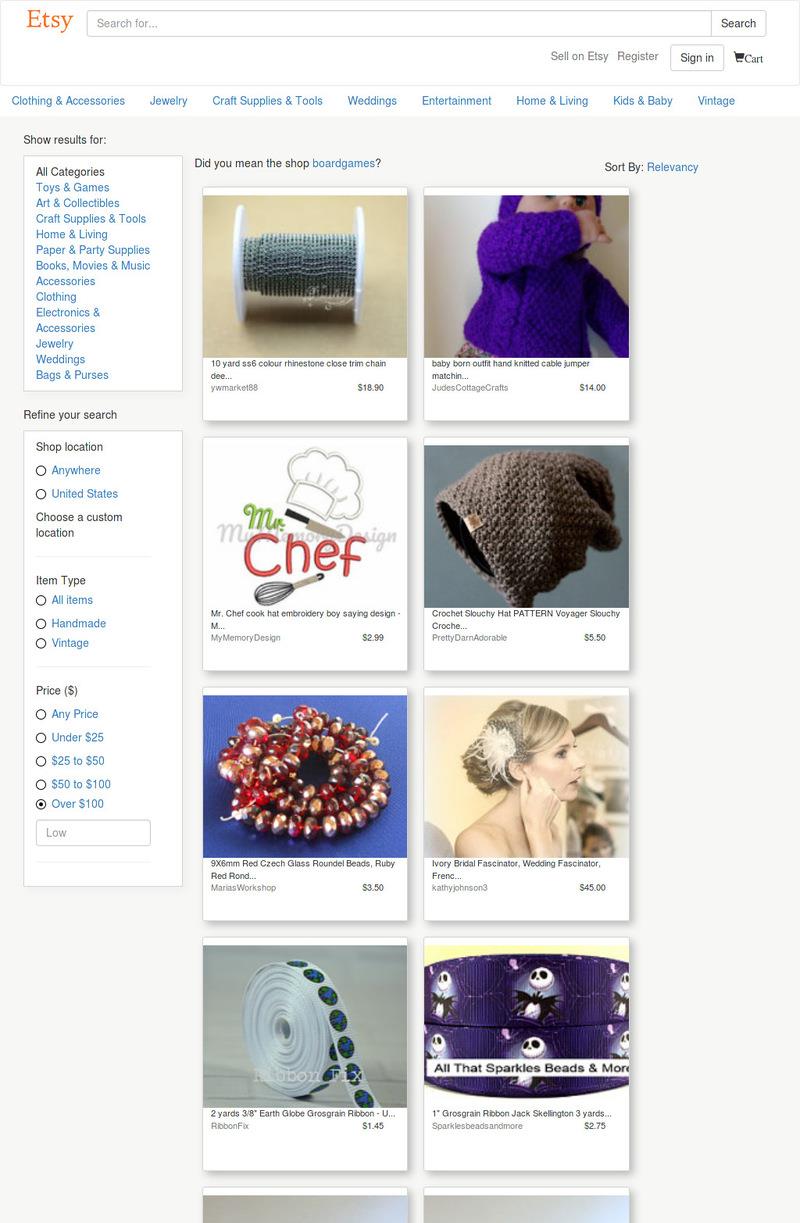 Etsy
Search for...
Search
Sell on Etsy Register Sign in Cart
Clothing & Accessories Jewelry Craft Supplies & Tools Weddings Entertainment Home & Living Kids & Baby Vintage
Show results for:
All Categories
Toys & Games
Art & Collectibles
Craft Supplies & Tools
Home & Living
Paper & Party Supplies
Books, Movies & Music
Accessories
Clothing
Electronics &
Accessories
Jewelry
Weddings
Bags & Purses
Refine your search
Shop location
Anywhere
United States
Choose a custom
location
Item Type
All items
Handmade
Vintage
Price ($)
Any Price
Under $25
$25 to $50
$50 to $100
Over $100
Low
Did you mean the shop boardgames?
Sort By: Relevancy
10 yard ss6 colour rhinestone close trim chain
dee...
ywmarket88 $18.90
baby born outfit hand knitted cable jumper
matchin...
JudesCottageCrafts $14.00
Mr.
MyMemoryDesign
Chef
Mr. Chef cook hat embroidery boy saying design -
M...
MyMemoryDesign $2.99
Crochet Slouchy Hat PATTERN Voyager Slouchy
Croche...
PrettyDarnAdorable $5.50
9X6mm Red Czech Glass Roundel Beads, Ruby
Red Rond...
MariasWorkshop $3.50
Ivory Bridal Fascinator, Wedding Fascinator,
Frenc...
kathyjohnson3 $45.00
Ribbon Fix
2 yards 3/8" Earth Globe Grosgrain Ribbon - U...
RibbonFix $1.45
All That Sparkles Beads & More
1" Grosgrain Ribbon Jack Skellington 3 yards...
Sparklesbeadsandmore $2.75